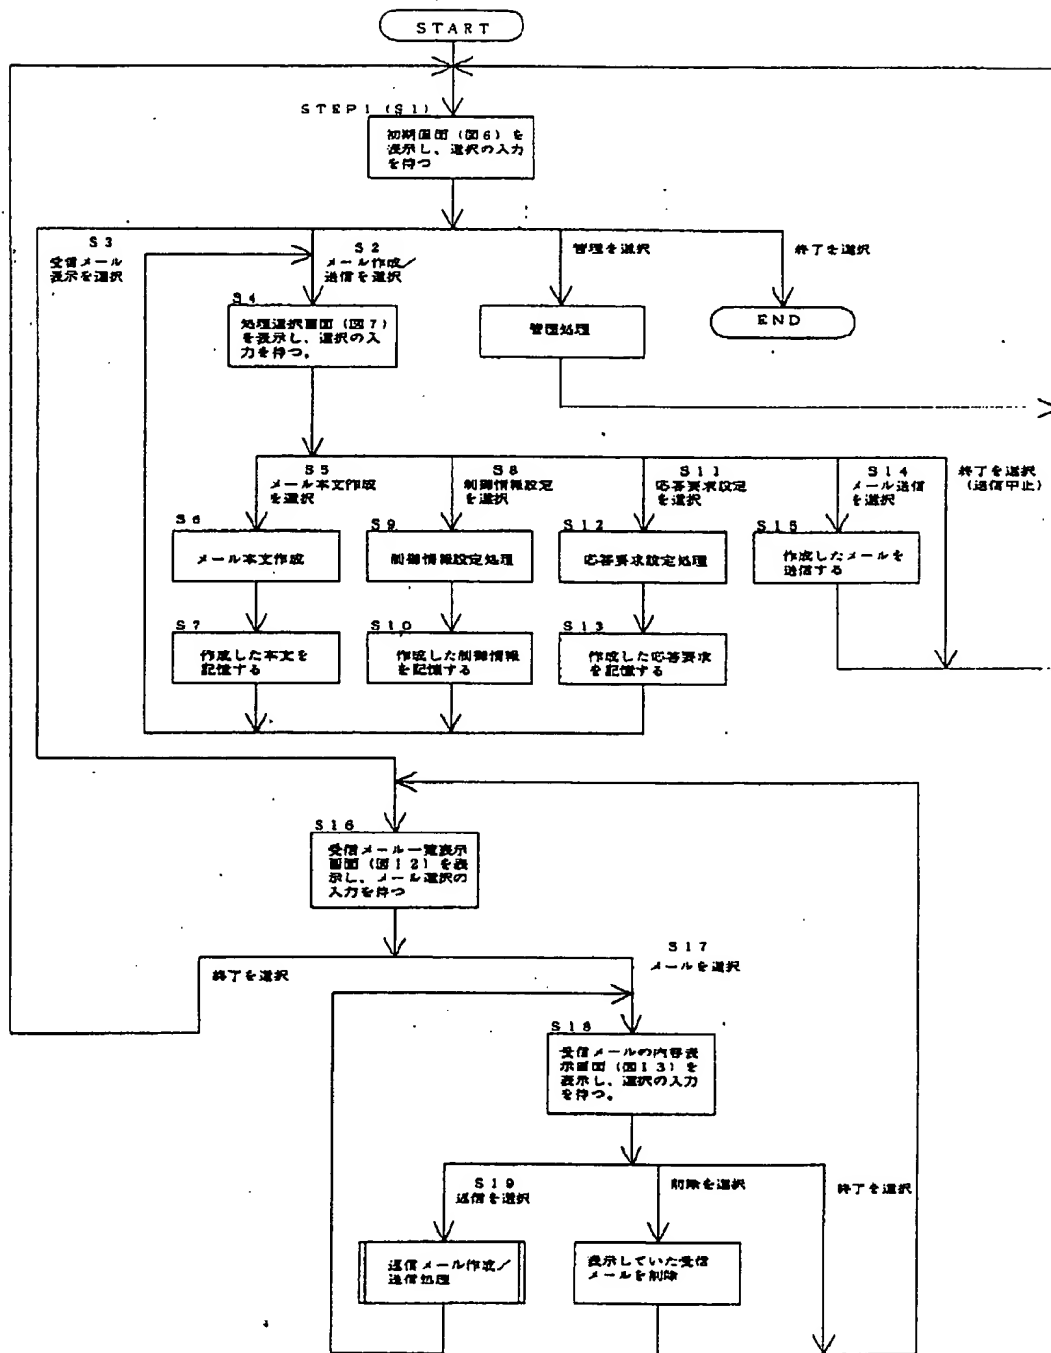 START
STEP1 (S1)
初期画面（図6）を
表示し、選択の入力
を待つ
S3
受信メール
表示を選択
S2
メール作成／
送信を選択
管理を選択
終了を選択
S4
処理選択画面（図7）
を表示し、選択の入
力を待つ。
管理処理
END
S5
メール本文作成
を選択
S8
制御情報設定
を選択
S11
応答要求設定
を選択
S14
メール送信
を選択
終了を選択
（送信中止）
S6
メール本文作成
S9
制御情報設定処理
S12
応答要求設定処理
S15
作成したメールを
送信する
S7
作成した本文を
記憶する
S10
作成した制御情報
を記憶する
S13
作成した応答要求
を記憶する
S16
受信メール一覧表示
画面（図12）を表
示し、メール選択の
入力を待つ
終了を選択
S17
メールを選択
S18
受信メールの内容表
示画面（図13）を
表示し、選択の入力
を待つ。
S19
返信を選択
削除を選択
終了を選択
返信メール作成／
送信処理
表示していた受信
メールを削除